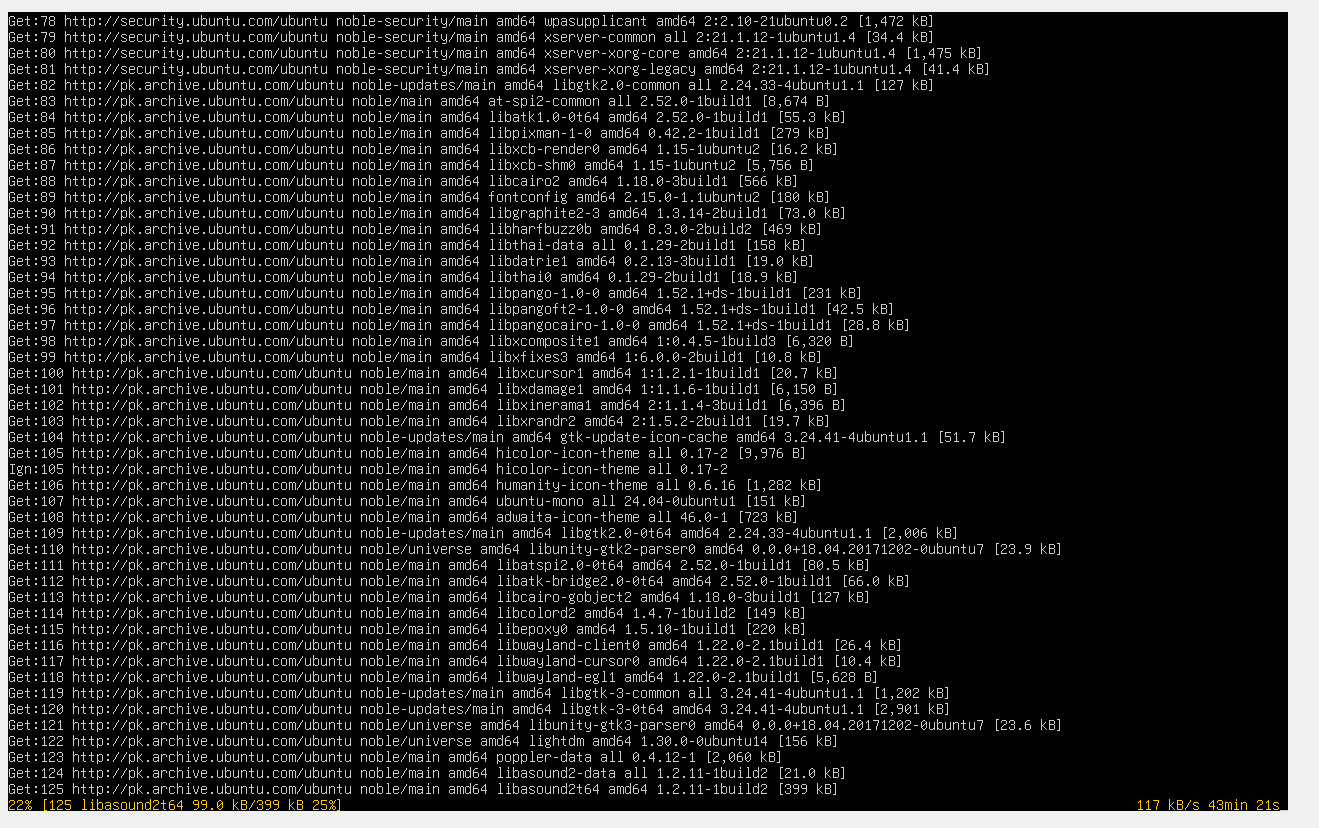 Get:78 http://security.ubuntu.com/ubuntu noble-security/main amd64 wpasupplicant amd64 2:2.10-21ubuntu0.2 [1,472 kB]
Get:79 http://security.ubuntu.com/ubuntu noble-security/main amd64 xserver-common all 2:21.1.12-1ubuntu1.4 [34.4 kB]
Get:80 http://security.ubuntu.com/ubuntu noble-security/main amd64 xserver-xorg-core amd64 2:21.1.12-1ubuntu1.4 [1,475 kB]
Get:81 http://security.ubuntu.com/ubuntu noble-security/main amd64 xserver-xorg-legacy amd64 2:21.1.12-1ubuntu1.4 [41.4 kB]
Get:82 http://pk.archive.ubuntu.com/ubuntu noble-updates/main amd64 libgtk2.0-common all 2.24.33-4ubuntu1.1 [127 kB]
Get:83 http://pk.archive.ubuntu.com/ubuntu noble/main amd64 at-spi2-common all 2.52.0-1build1 [8,674 B]
Get:84 http://pk.archive.ubuntu.com/ubuntu noble/main amd64 libatk1.0-0t64 amd64 2.52.0-1build1 [55.3 kB]
Get:85 http://pk.archive.ubuntu.com/ubuntu noble/main amd64 libpixman-1-0 amd64 0.42.2-1build1 [279 kB]
Get:86 http://pk.archive.ubuntu.com/ubuntu noble/main amd64 libxcb-render0 amd64 1.15-1ubuntu2 [16.2 kB]
Get:87 http://pk.archive.ubuntu.com/ubuntu noble/main amd64 libxcb-shm0 amd64 1.15-1ubuntu2 [5,756 B]
Get:88 http://pk.archive.ubuntu.com/ubuntu noble/main amd64 libcairo2 amd64 1.18.0-3build1 [566 kB]
Get:89 http://pk.archive.ubuntu.com/ubuntu noble/main amd64 fontconfig amd64 2.15.0-1.1ubuntu2 [180 kB]
Get:90 http://pk.archive.ubuntu.com/ubuntu noble/main amd64 libgraphite2-3 amd64 1.3.14-2build1 [73.0 kB]
Get:91 http://pk.archive.ubuntu.com/ubuntu noble/main amd64 libharfbuzz0b amd64 8.3.0-2build2 [469 kB]
Get:92 http://pk.archive.ubuntu.com/ubuntu noble/main amd64 libthai-data all 0.1.29-2build1 [158 kB]
Get:93 http://pk.archive.ubuntu.com/ubuntu noble/main amd64 libdatrie1 amd64 0.2.13-3build1 [19.0 kB]
Get:94 http://pk.archive.ubuntu.com/ubuntu noble/main amd64 libthai0 amd64 0.1.29-2build1 [18.9 kB]
Get:95 http://pk.archive.ubuntu.com/ubuntu noble/main amd64 libpango-1.0-0 amd64 1.52.1+ds-1build1 [231 kB]
Get:96 http://pk.archive.ubuntu.com/ubuntu noble/main amd64 libpangoft2-1.0-0 amd64 1.52.1+ds-1build1 [42.5 kB]
Get:97 http://pk.archive.ubuntu.com/ubuntu noble/main amd64 libpangocairo-1.0-0 amd64 1.52.1+ds-1build1 [28.8 kB]
Get:98 http://pk.archive.ubuntu.com/ubuntu noble/main amd64 libxcomposite1 amd64 1:0.4.5-1build3 [6,320 B]
Get:99 http://pk.archive.ubuntu.com/ubuntu noble/main amd64 libxfixes3 amd64 1:6.0.0-2build1 [10.8 kB]
Get:100 http://pk.archive.ubuntu.com/ubuntu noble/main amd64 libxcursor1 amd64 1:1.2.1-1build1 [20.7 kB]
Get:101 http://pk.archive.ubuntu.com/ubuntu noble/main amd64 libxdamage1 amd64 1:1.1.6-1build1 [6,150 B]
Get:102 http://pk.archive.ubuntu.com/ubuntu noble/main amd64 libxinerama1 amd64 2:1.1.4-3build1 [6,396 B]
Get:103 http://pk.archive.ubuntu.com/ubuntu noble/main amd64 libxrandr2 amd64 2:1.5.2-2build1 [19.7 kB]
Get:104 http://pk.archive.ubuntu.com/ubuntu noble-updates/main amd64 gtk-update-icon-cache amd64 3.24.41-4ubuntu1.1 [51.7 kB]
Get:105 http://pk.archive.ubuntu.com/ubuntu noble/main amd64 hicolor-icon-theme all 0.17-2 [9,976 B]
Ign:105 http://pk.archive.ubuntu.com/ubuntu noble/main amd64 hicolor-icon-theme all 0.17-2
Get:106 http://pk.archive.ubuntu.com/ubuntu noble/main amd64 humanity-icon-theme all 0.6.16 [1,282 kB]
Get:107 http://pk.archive.ubuntu.com/ubuntu noble/main amd64 ubuntu-mono all 24.04-0ubuntu1 [151 kB]
Get:108 http://pk.archive.ubuntu.com/ubuntu noble/main amd64 adwaita-icon-theme all 46.0-1 [723 kB]
Get:109 http://pk.archive.ubuntu.com/ubuntu noble-updates/main amd64 libgtk2.0-0t64 amd64 2.24.33-4ubuntu1.1 [2,006 kB]
Get:110 http://pk.archive.ubuntu.com/ubuntu noble/universe amd64 libunity-gtk2-parser0 amd64 0.0.0+18.04.20171202-0ubuntu7 [23.9 kB]
Get:111 http://pk.archive.ubuntu.com/ubuntu noble/main amd64 libatspi2.0-0t64 amd64 2.52.0-1build1 [80.5 kB]
Get:112 http://pk.archive.ubuntu.com/ubuntu noble/main amd64 libatk-bridge2.0-0t64 amd64 2.52.0-1build1 [66.0 kB]
Get:113 http://pk.archive.ubuntu.com/ubuntu noble/main amd64 libcairo-gobject2 amd64 1.18.0-3build1 [127 kB]
Get:114 http://pk.archive.ubuntu.com/ubuntu noble/main amd64 libcolord2 amd64 1.4.7-1build2 [149 kB]
Get:115 http://pk.archive.ubuntu.com/ubuntu noble/main amd64 libepoxy0 amd64 1.5.10-1build1 [220 kB]
Get:116 http://pk.archive.ubuntu.com/ubuntu noble/main amd64 libwayland-client0 amd64 1.22.0-2.1build1 [26.4 kB]
Get:117 http://pk.archive.ubuntu.com/ubuntu noble/main amd64 libwayland-cursor0 amd64 1.22.0-2.1build1 [10.4 kB]
Get:118 http://pk.archive.ubuntu.com/ubuntu noble/main amd64 libwayland-egl1 amd64 1.22.0-2.1build1 [5,628 B]
Get:119 http://pk.archive.ubuntu.com/ubuntu noble-updates/main amd64 libgtk-3-common all 3.24.41-4ubuntu1.1 [1,202 kB]
Get:120 http://pk.archive.ubuntu.com/ubuntu noble-updates/main amd64 libgtk-3-0t64 amd64 3.24.41-4ubuntu1.1 [2,901 kB]
Get:121 http://pk.archive.ubuntu.com/ubuntu noble/universe amd64 libunity-gtk3-parser0 amd64 0.0.0+18.04.20171202-0ubuntu7 [23.6 kB]
Get:122 http://pk.archive.ubuntu.com/ubuntu noble/universe amd64 lightdm amd64 1.30.0-0ubuntu14 [156 kB]
Get:123 http://pk.archive.ubuntu.com/ubuntu noble/main amd64 poppler-data all 0.4.12-1 [2,060 kB]
Get:124 http://pk.archive.ubuntu.com/ubuntu noble/main amd64 libasound2-data all 1.2.11-1build2 [21.0 kB]
Get:125 http://pk.archive.ubuntu.com/ubuntu noble/main amd64 libasound2t64 amd64 1.2.11-1build2 [399 kB]
22% [125 libasound2t64 99.0 kB/399 kB 25%] 117 kB/s 43min 21s_